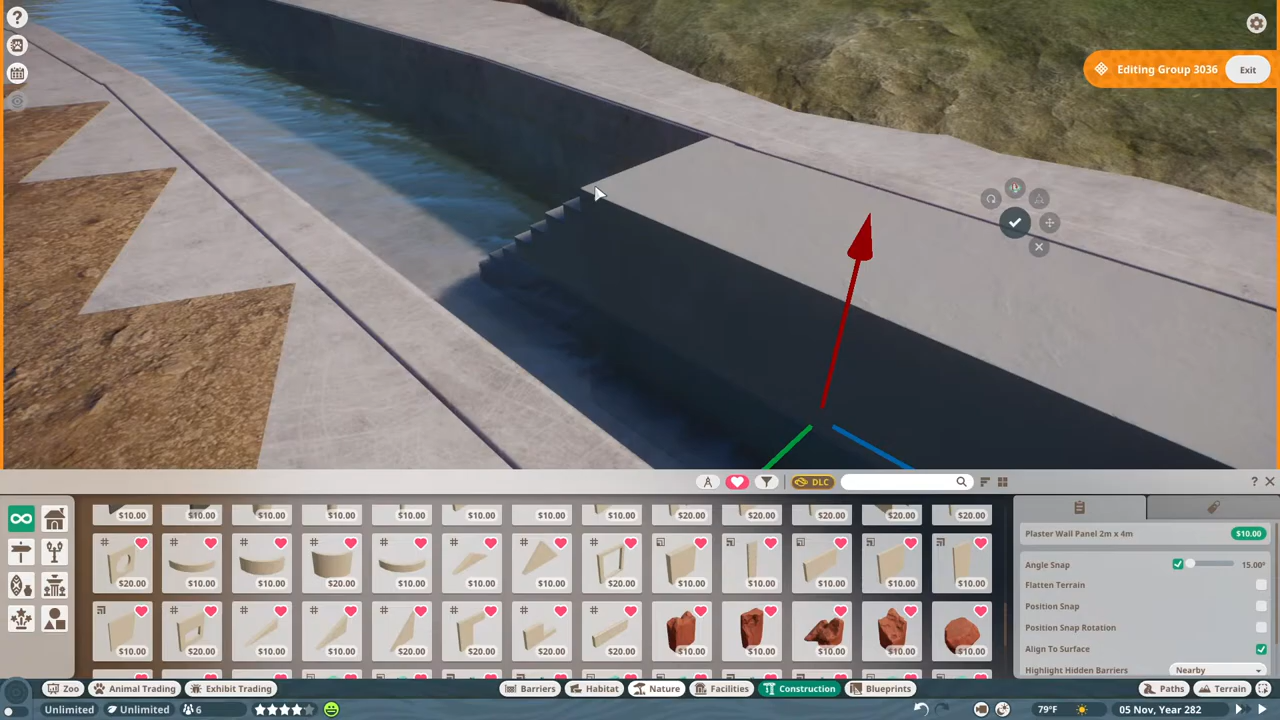 ?
Editing Group 3036 Exit
DLC
? ×
$10.00 $10.00 $10.00 $10.00 $10.00 $10.00 $10.00 $20.00 $20.00 $20.00 $20.00 $20.00 $20.00
$20.00 $10.00 $10.00 $20.00 $10.00 $10.00 $10.00 $20.00 $10.00 $10.00 $10.00 $10.00 $10.00
$10.00 $20.00 $10.00 $10.00 $20.00 $20.00 $20.00 $20.00 $10.00 $10.00 $10.00 $10.00 $10.00
Plaster Wall Panel 2m x 4m $10.00
Angle Snap 15.00°
Flatten Terrain
Position Snap
Position Snap Rotation
Align To Surface
Highlight Hidden Barriers Nearby
Zoo Animal Trading Exhibit Trading Barriers Habitat Nature Facilities Construction Blueprints Paths Terrain
Unlimited Unlimited 6 79°F 05 Nov, Year 282